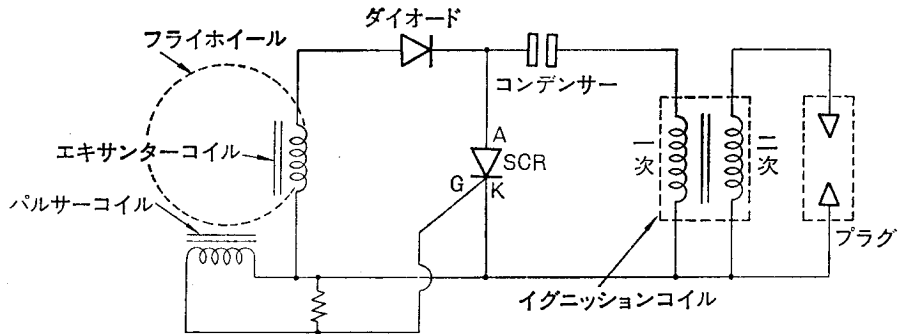 ダイオード
フライホイール
コンデンサー
エキサンターコイル
A
SCR
G
K
一次
二次
パルサーコイル
プラグ
イグニッションコイル